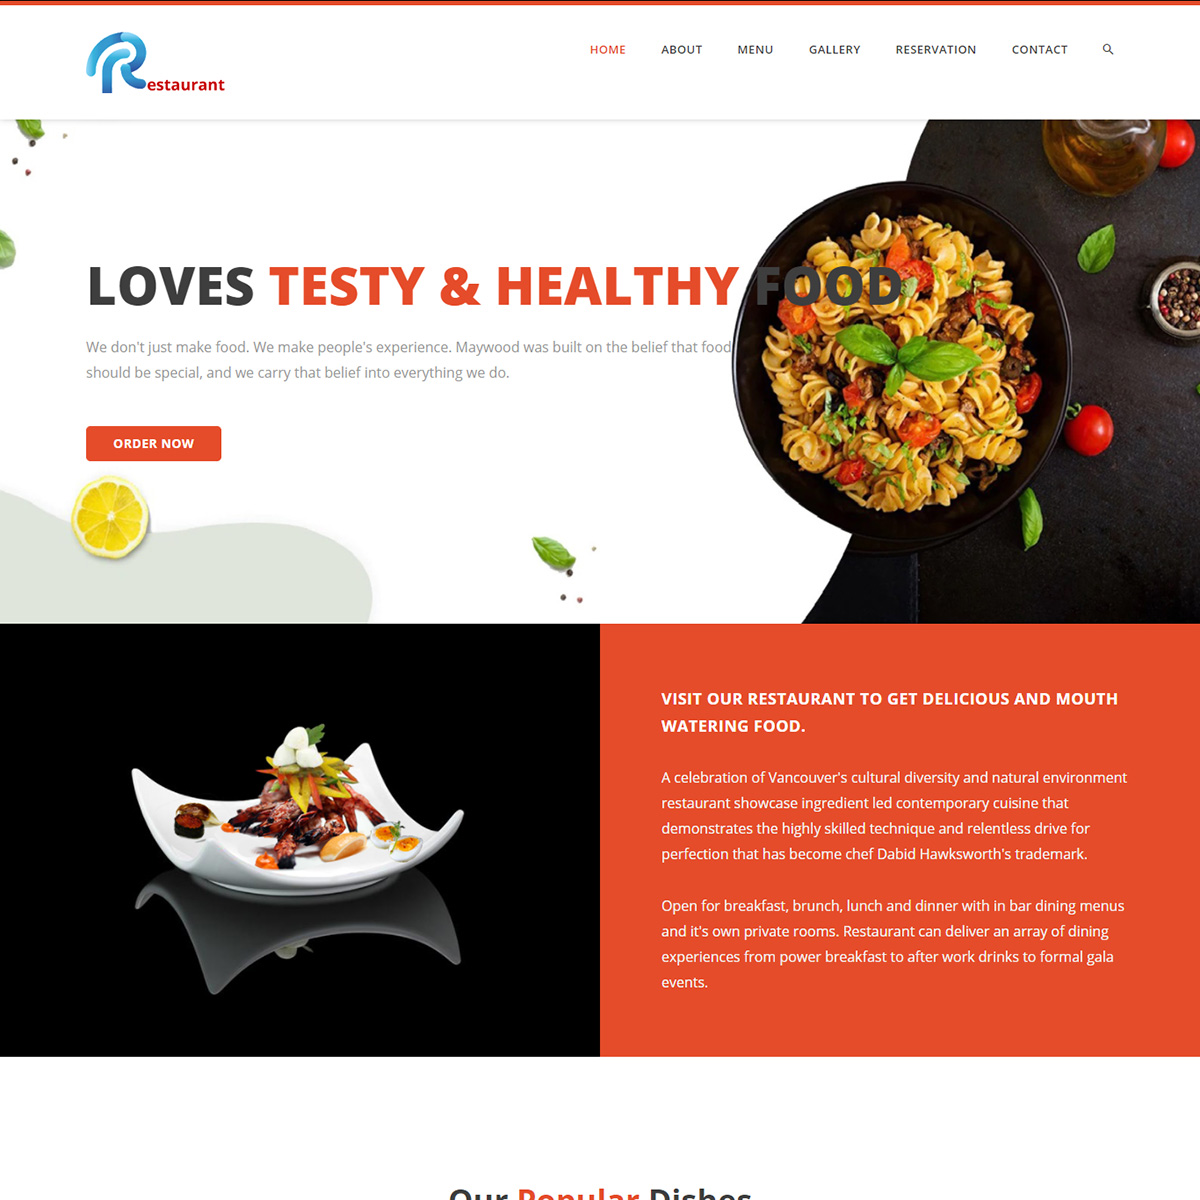 Restaurant
HOME ABOUT MENU GALLERY RESERVATION CONTACT
LOVES TESTY & HEALTHY FOOD
We don't just make food. We make people's experience. Maywood was built on the belief that food
should be special, and we carry that belief into everything we do.
ORDER NOW
VISIT OUR RESTAURANT TO GET DELICIOUS AND MOUTH
WATERING FOOD.
A celebration of Vancouver's cultural diversity and natural environment
restaurant showcase ingredient led contemporary cuisine that
demonstrates the highly skilled technique and relentless drive for
perfection that has become chef Dabid Hawksworth's trademark.
Open for breakfast, brunch, lunch and dinner with in bar dining menus
and it's own private rooms. Restaurant can deliver an array of dining
experiences from power breakfast to after work drinks to formal gala
events.
Our Popular Dishes